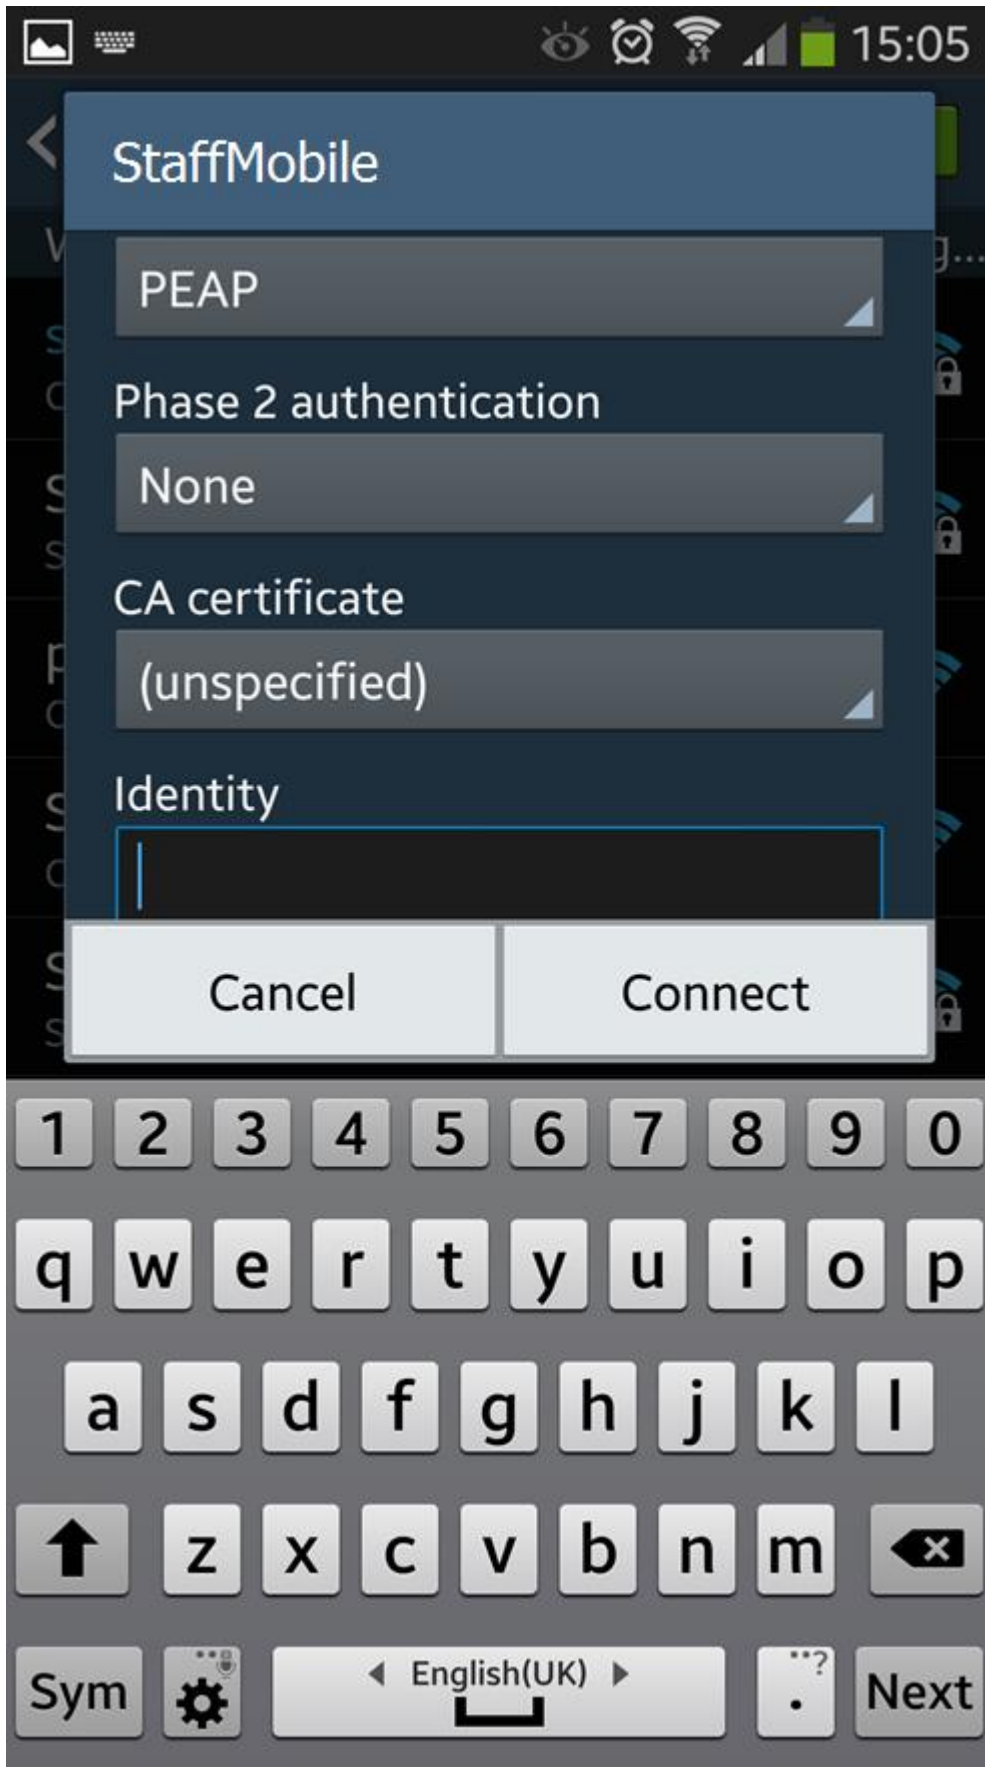 15:05
StaffMobile
PEAP
Phase 2 authentication
None
CA certificate
(unspecified)
Identity
Cancel
Connect
1 2 3 4 5 6 7 8 9 0
q w e r t y u i o p
a s d f g h j k l
z x c v b n m
Sym
English(UK)
. ?
Next